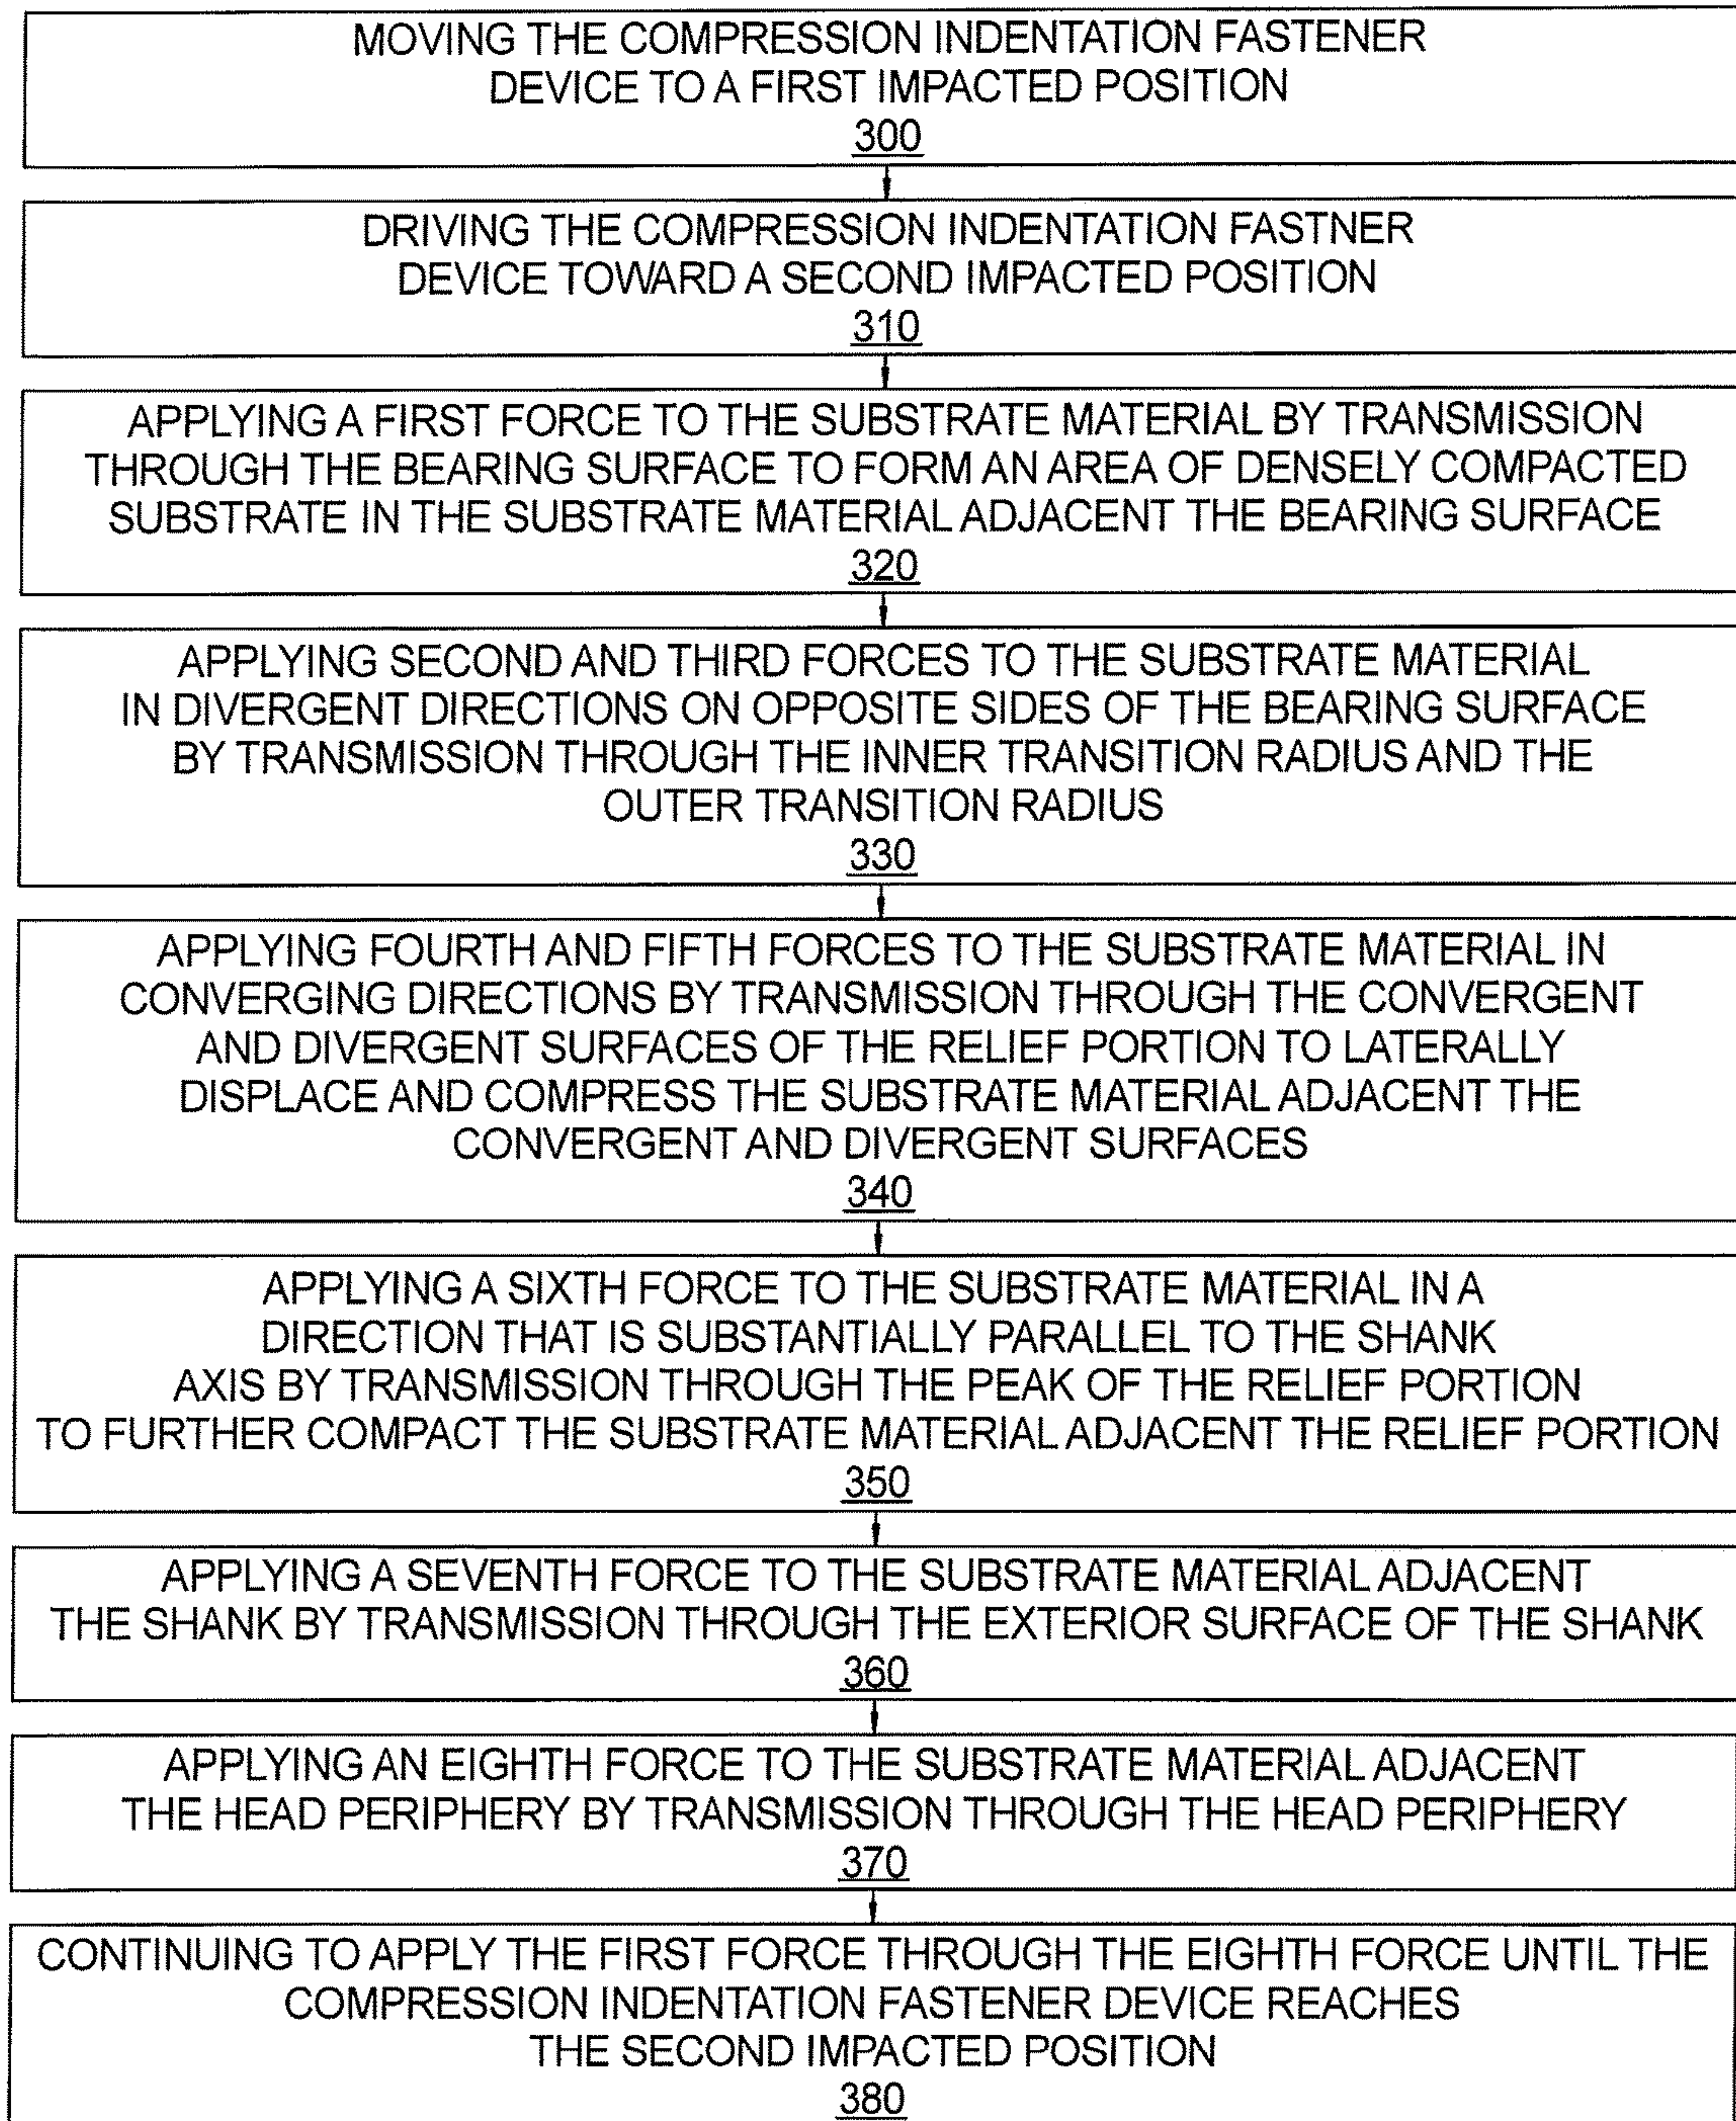 MOVING THE COMPRESSION INDENTATION FASTENER
DEVICE TO A FIRST IMPACTED POSITION
300
DRIVING THE COMPRESSION INDENTATION FASTNER
DEVICE TOWARD A SECOND IMPACTED POSITION
310
APPLYING A FIRST FORCE TO THE SUBSTRATE MATERIAL BY TRANSMISSION
THROUGH THE BEARING SURFACE TO FORM AN AREA OF DENSELY COMPACTED
SUBSTRATE IN THE SUBSTRATE MATERIAL ADJACENT THE BEARING SURFACE
320
APPLYING SECOND AND THIRD FORCES TO THE SUBSTRATE MATERIAL
IN DIVERGENT DIRECTIONS ON OPPOSITE SIDES OF THE BEARING SURFACE
BY TRANSMISSION THROUGH THE INNER TRANSITION RADIUS AND THE
OUTER TRANSITION RADIUS
330
APPLYING FOURTH AND FIFTH FORCES TO THE SUBSTRATE MATERIAL IN
CONVERGING DIRECTIONS BY TRANSMISSION THROUGH THE CONVERGENT
AND DIVERGENT SURFACES OF THE RELIEF PORTION TO LATERALLY
DISPLACE AND COMPRESS THE SUBSTRATE MATERIAL ADJACENT THE
CONVERGENT AND DIVERGENT SURFACES
340
APPLYING A SIXTH FORCE TO THE SUBSTRATE MATERIAL IN A
DIRECTION THAT IS SUBSTANTIALLY PARALLEL TO THE SHANK
AXIS BY TRANSMISSION THROUGH THE PEAK OF THE RELIEF PORTION
TO FURTHER COMPACT THE SUBSTRATE MATERIAL ADJACENT THE RELIEF PORTION
350
APPLYING A SEVENTH FORCE TO THE SUBSTRATE MATERIAL ADJACENT
THE SHANK BY TRANSMISSION THROUGH THE EXTERIOR SURFACE OF THE SHANK
360
APPLYING AN EIGHTH FORCE TO THE SUBSTRATE MATERIAL ADJACENT
THE HEAD PERIPHERY BY TRANSMISSION THROUGH THE HEAD PERIPHERY
370
CONTINUING TO APPLY THE FIRST FORCE THROUGH THE EIGHTH FORCE UNTIL THE
COMPRESSION INDENTATION FASTENER DEVICE REACHES
THE SECOND IMPACTED POSITION
380